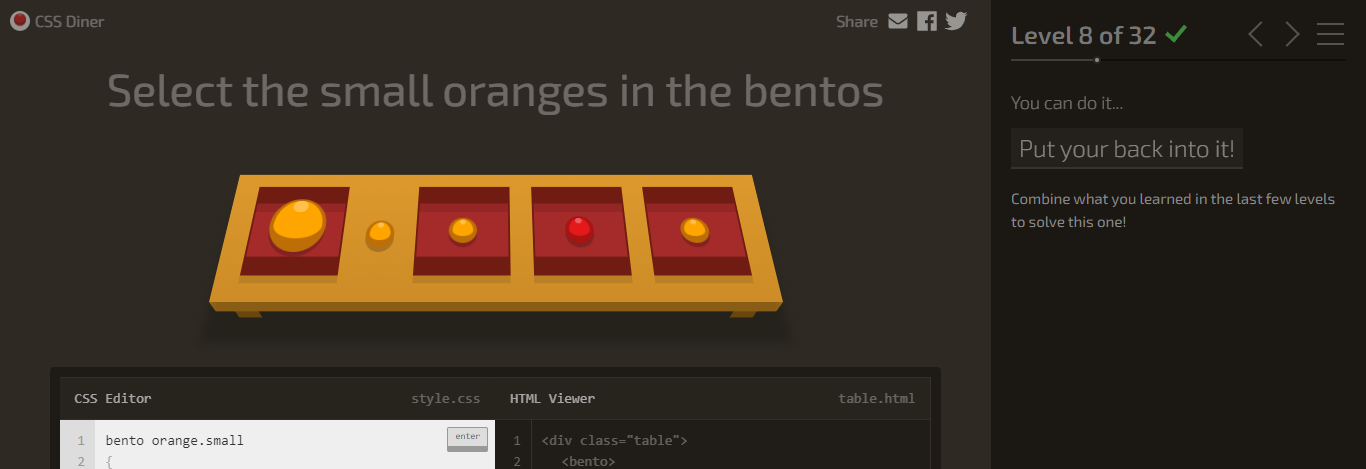 CSS Diner
Share
Level 8 of 32
Select the small oranges in the bentos
You can do it...
Put your back into it!
Combine what you learned in the last few levels
to solve this one!
CSS Editor
style.css
HTML Viewer
table.html
1
bento orange.small
enter
2
{
1
<div class="table">
2
<bento>